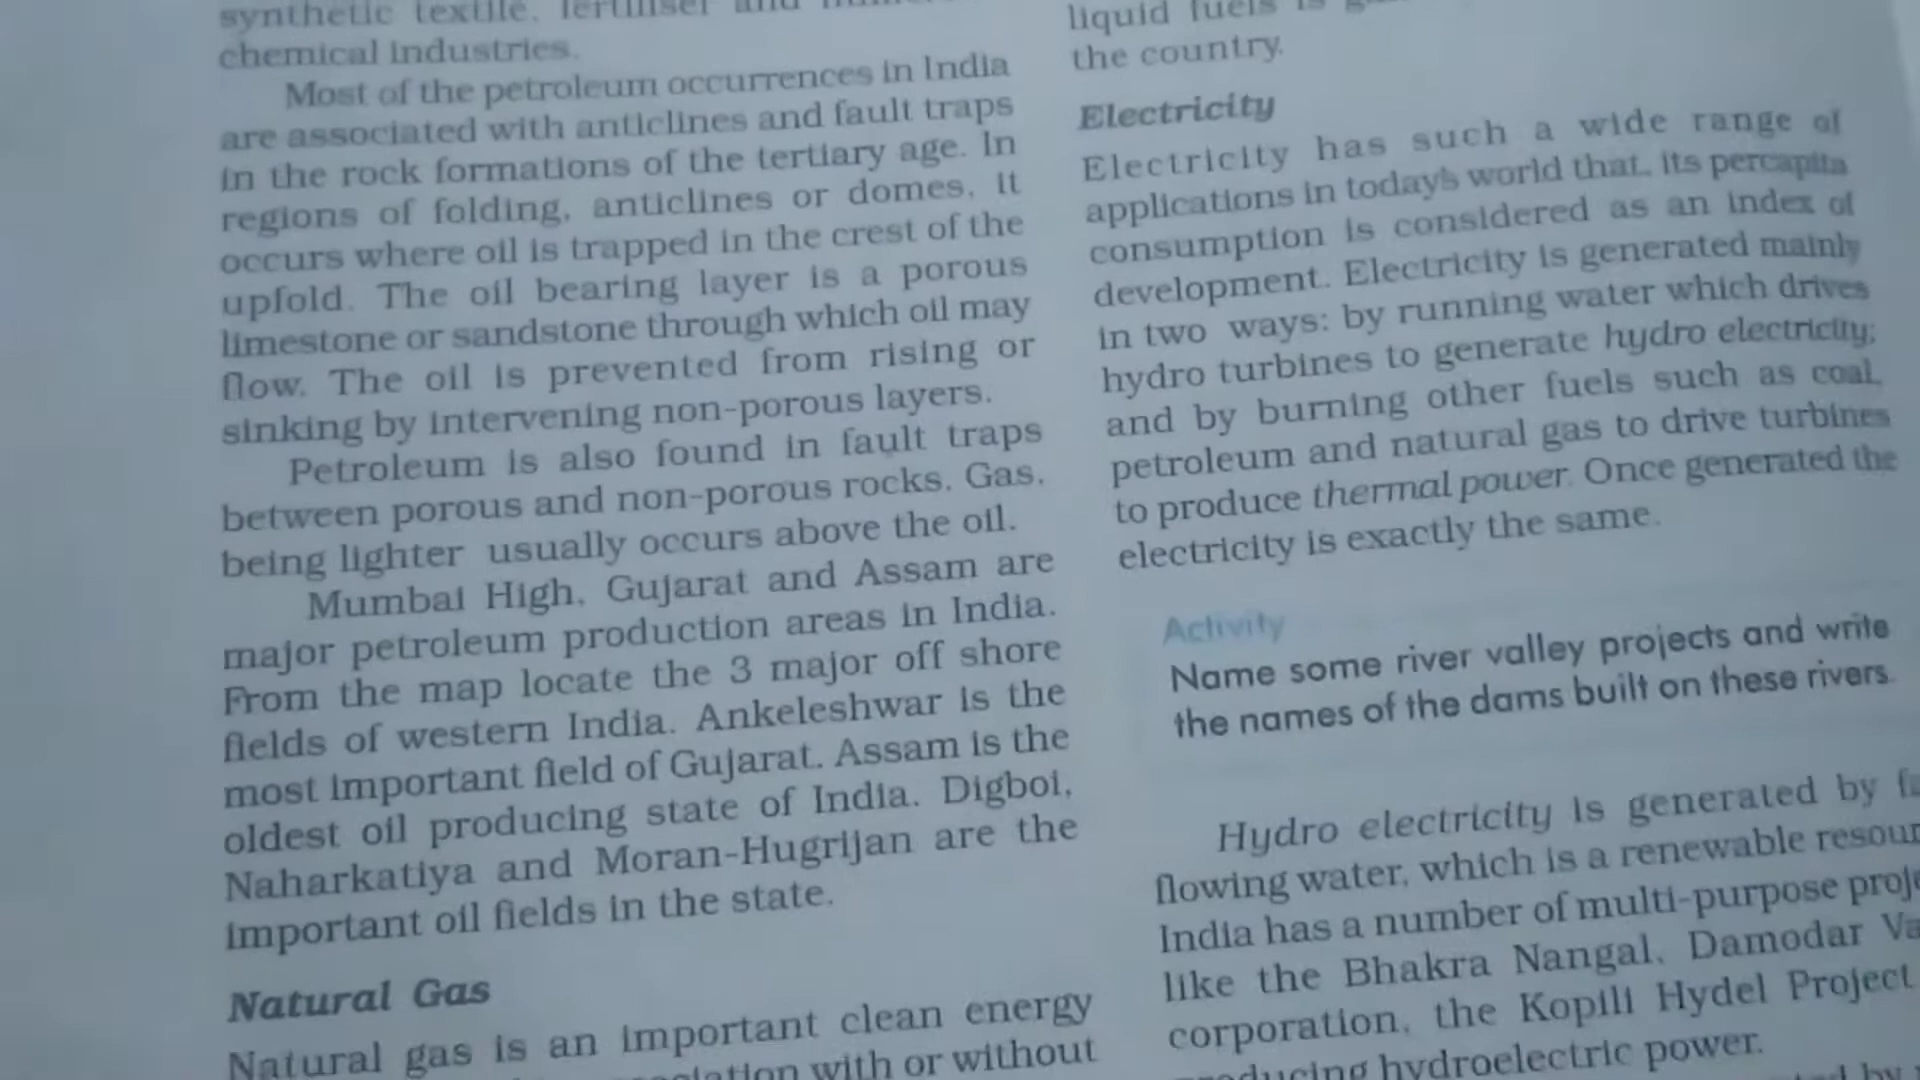 synthetic textile, fertiliser and
chemical industries.
Most of the petroleum occurrences in India
are associated with anticlines and fault traps
in the rock formations of the tertiary age. In
regions of folding, anticlines or domes, it
occurs where oil is trapped in the crest of the
upfold. The oil bearing layer is a porous
limestone or sandstone through which oil may
flow. The oil is prevented from rising or
sinking by intervening non-porous layers.
Petroleum is also found in fault traps
between porous and non-porous rocks. Gas,
being lighter usually occurs above the oil.
Mumbai High, Gujarat and Assam are
major petroleum production areas in India.
From the map locate the 3 major off shore
fields of western India. Ankeleshwar is the
most important field of Gujarat. Assam is the
oldest oil producing state of India. Digboi,
Naharkatiya and Moran-Hugrijan are the
important oil fields in the state.
Natural Gas
Natural gas is an important clean energy
with or without
liquid fuels is
the country.
Electricity
Electricity has such a wide range of
applications in today's world that, its percapita
consumption is considered as an index of
development. Electricity is generated mainly
in two ways: by running water which drives
hydro turbines to generate hydro electricity;
and by burning other fuels such as coal,
petroleum and natural gas to drive turbines
to produce thermal power. Once generated the
electricity is exactly the same.
Activity
Name some river valley projects and write
the names of the dams built on these rivers.
Hydro electricity is generated by
flowing water, which is a renewable
India has a number of multi-purpose
like the Bhakra Nangal, Damodar
corporation, the Kopili Hydel Project
hydroelectric power.
by